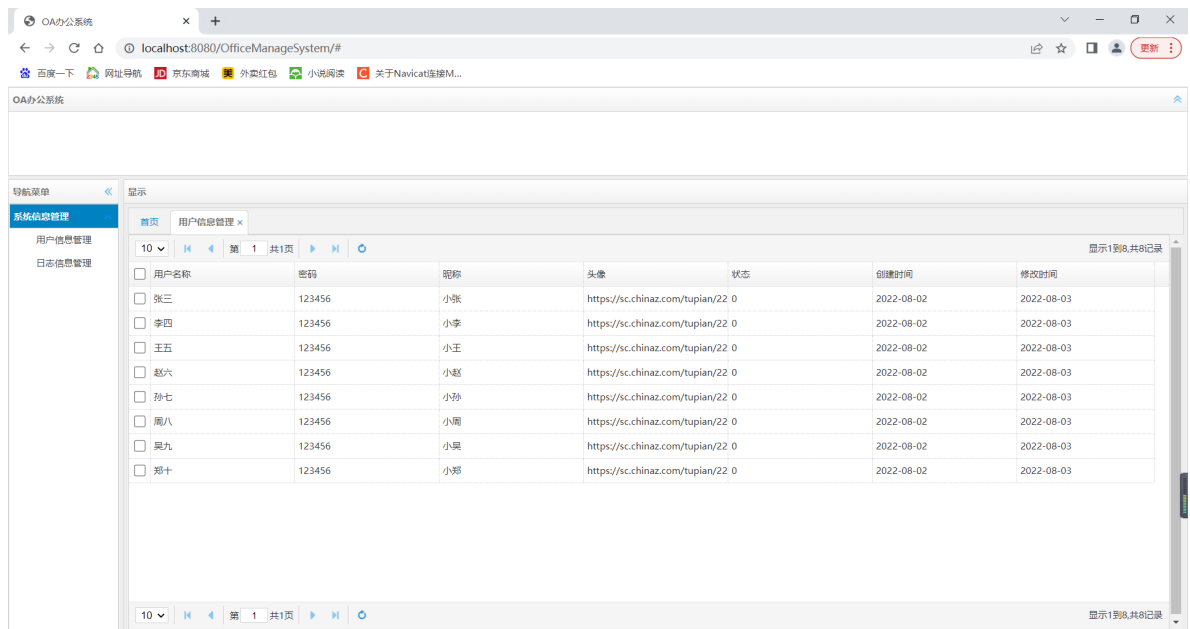 OA办公系统
localhost:8080/OfficeManageSystem/#
更新
百度一下 2345 网址导航 JD 京东商城 美 外卖红包 小说阅读 C 关于Navicat连接M...
OA办公系统
导航菜单
系统信息管理
用户信息管理
日志信息管理
显示
首页 用户信息管理
10 第 1 共1页 显示1到8,共8记录
用户名称 密码 昵称 头像 状态 创建时间 修改时间
张三 123456 小张 https://sc.chinaz.com/tupian/22 0 2022-08-02 2022-08-03
李四 123456 小李 https://sc.chinaz.com/tupian/22 0 2022-08-02 2022-08-03
王五 123456 小王 https://sc.chinaz.com/tupian/22 0 2022-08-02 2022-08-03
赵六 123456 小赵 https://sc.chinaz.com/tupian/22 0 2022-08-02 2022-08-03
孙七 123456 小孙 https://sc.chinaz.com/tupian/22 0 2022-08-02 2022-08-03
周八 123456 小周 https://sc.chinaz.com/tupian/22 0 2022-08-02 2022-08-03
吴九 123456 小吴 https://sc.chinaz.com/tupian/22 0 2022-08-02 2022-08-03
郑十 123456 小郑 https://sc.chinaz.com/tupian/22 0 2022-08-02 2022-08-03
10 第 1 共1页 显示1到8,共8记录